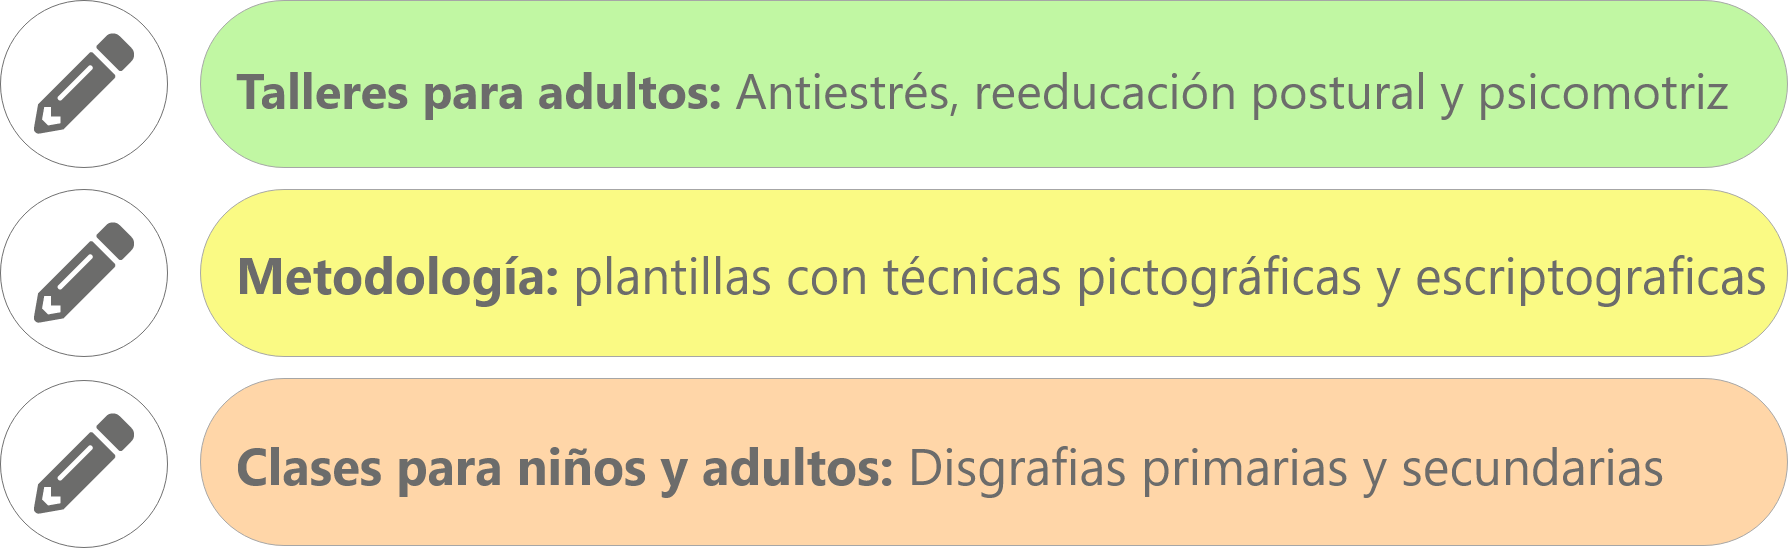 Talleres para adultos: Antiestrés, reeducación postural y psicomotriz
Metodología: plantillas con técnicas pictográficas y escriptograficas
Clases para niños y adultos: Disgrafias primarias y secundarias